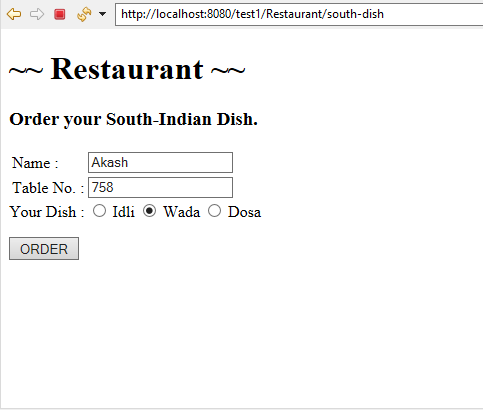 http://localhost:8080/test1/Restaurant/south-dish
~~ Restaurant ~~
Order your South-Indian Dish.
Name : Akash
Table No. : 758
Your Dish : Idli Wada Dosa
ORDER